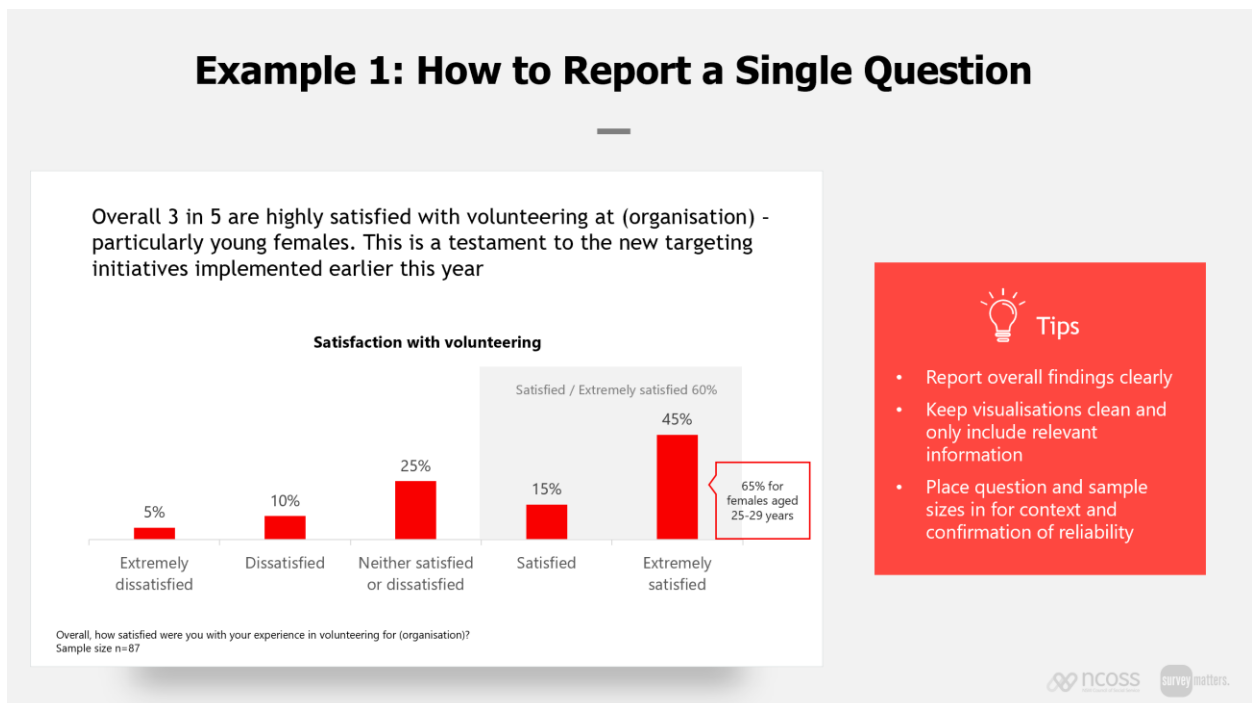 Example 1: How to Report a Single Question
Overall 3 in 5 are highly satisfied with volunteering at (organisation) -
particularly young females. This is a testament to the new targeting
initiatives implemented earlier this year
Satisfaction with volunteering
Satisfied / Extremely satisfied 60%
5%
10%
25%
15%
45%
65% for
females aged
25-29 years
Extremely
dissatisfied
Dissatisfied
Neither satisfied
or dissatisfied
Satisfied
Extremely
satisfied
Overall, how satisfied were you with your experience in volunteering for (organisation)?
Sample size n=87
Tips
• Report overall findings clearly
• Keep visualisations clean and
only include relevant
information
• Place question and sample
sizes in for context and
confirmation of reliability
ncoss
survey matters.